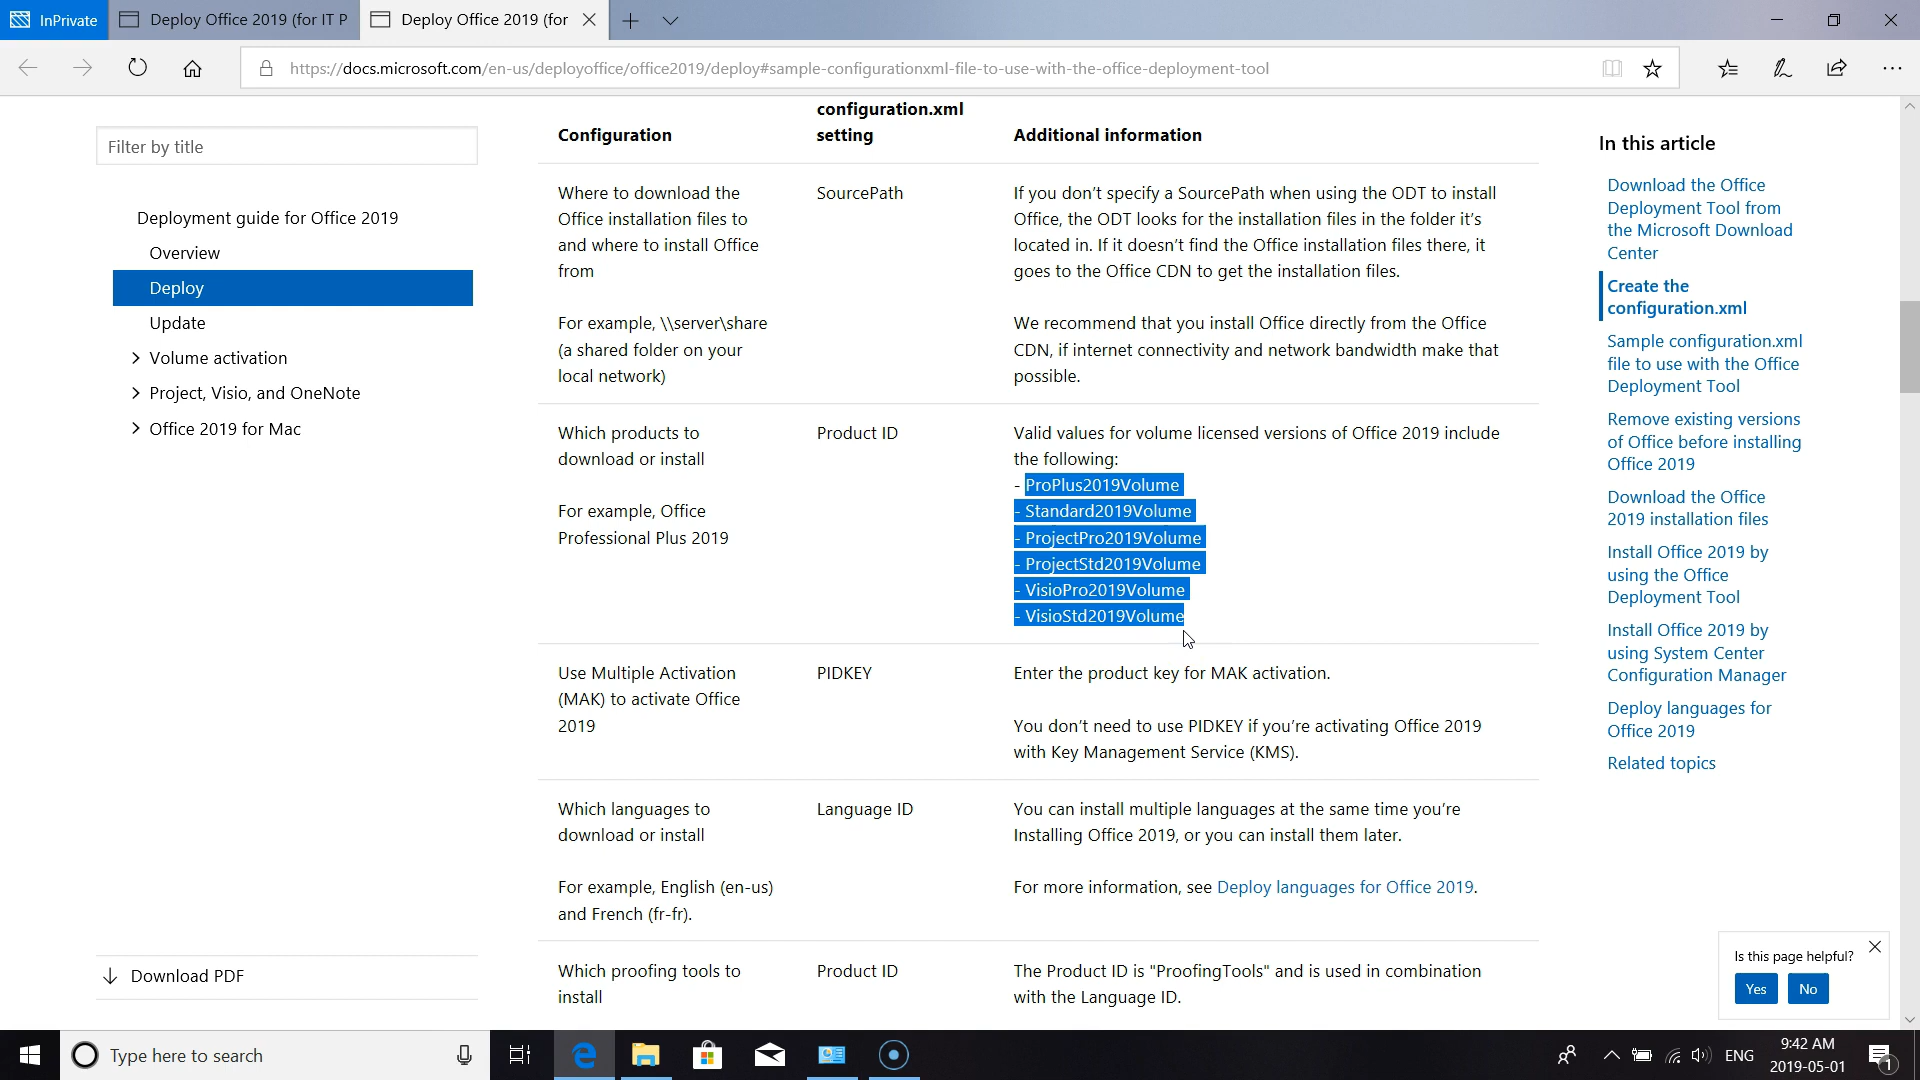 InPrivate
Deploy Office 2019 (for IT P
Deploy Office 2019 (for
https://docs.microsoft.com/en-us/deployoffice/office2019/deploy#sample-configurationxml-file-to-use-with-the-office-deployment-tool
Filter by title
Deployment guide for Office 2019
Overview
Deploy
Update
Volume activation
Project, Visio, and OneNote
Office 2019 for Mac
Download PDF
Configuration
configuration.xml
setting
Additional information
Where to download the
Office installation files to
and where to install Office
from
For example, \\server\share
(a shared folder on your
local network)
SourcePath
If you don't specify a SourcePath when using the ODT to install
Office, the ODT looks for the installation files in the folder it's
located in. If it doesn't find the Office installation files there, it
goes to the Office CDN to get the installation files.
We recommend that you install Office directly from the Office
CDN, if internet connectivity and network bandwidth make that
possible.
Which products to
download or install
For example, Office
Professional Plus 2019
Product ID
Valid values for volume licensed versions of Office 2019 include
the following:
- ProPlus2019Volume
- Standard2019Volume
- ProjectPro2019Volume
- ProjectStd2019Volume
- VisioPro2019Volume
- VisioStd2019Volume
Use Multiple Activation
(MAK) to activate Office
2019
PIDKEY
Enter the product key for MAK activation.
You don't need to use PIDKEY if you're activating Office 2019
with Key Management Service (KMS).
Which languages to
download or install
For example, English (en-us)
and French (fr-fr).
Language ID
You can install multiple languages at the same time you're
Installing Office 2019, or you can install them later.
For more information, see Deploy languages for Office 2019.
Which proofing tools to
install
Product ID
The Product ID is "ProofingTools" and is used in combination
with the Language ID.
In this article
Download the Office
Deployment Tool from
the Microsoft Download
Center
Create the
configuration.xml
Sample configuration.xml
file to use with the Office
Deployment Tool
Remove existing versions
of Office before installing
Office 2019
Download the Office
2019 installation files
Install Office 2019 by
using the Office
Deployment Tool
Install Office 2019 by
using System Center
Configuration Manager
Deploy languages for
Office 2019
Related topics
Is this page helpful?
Yes
No
Type here to search
ENG
9:42 AM
2019-05-01
1